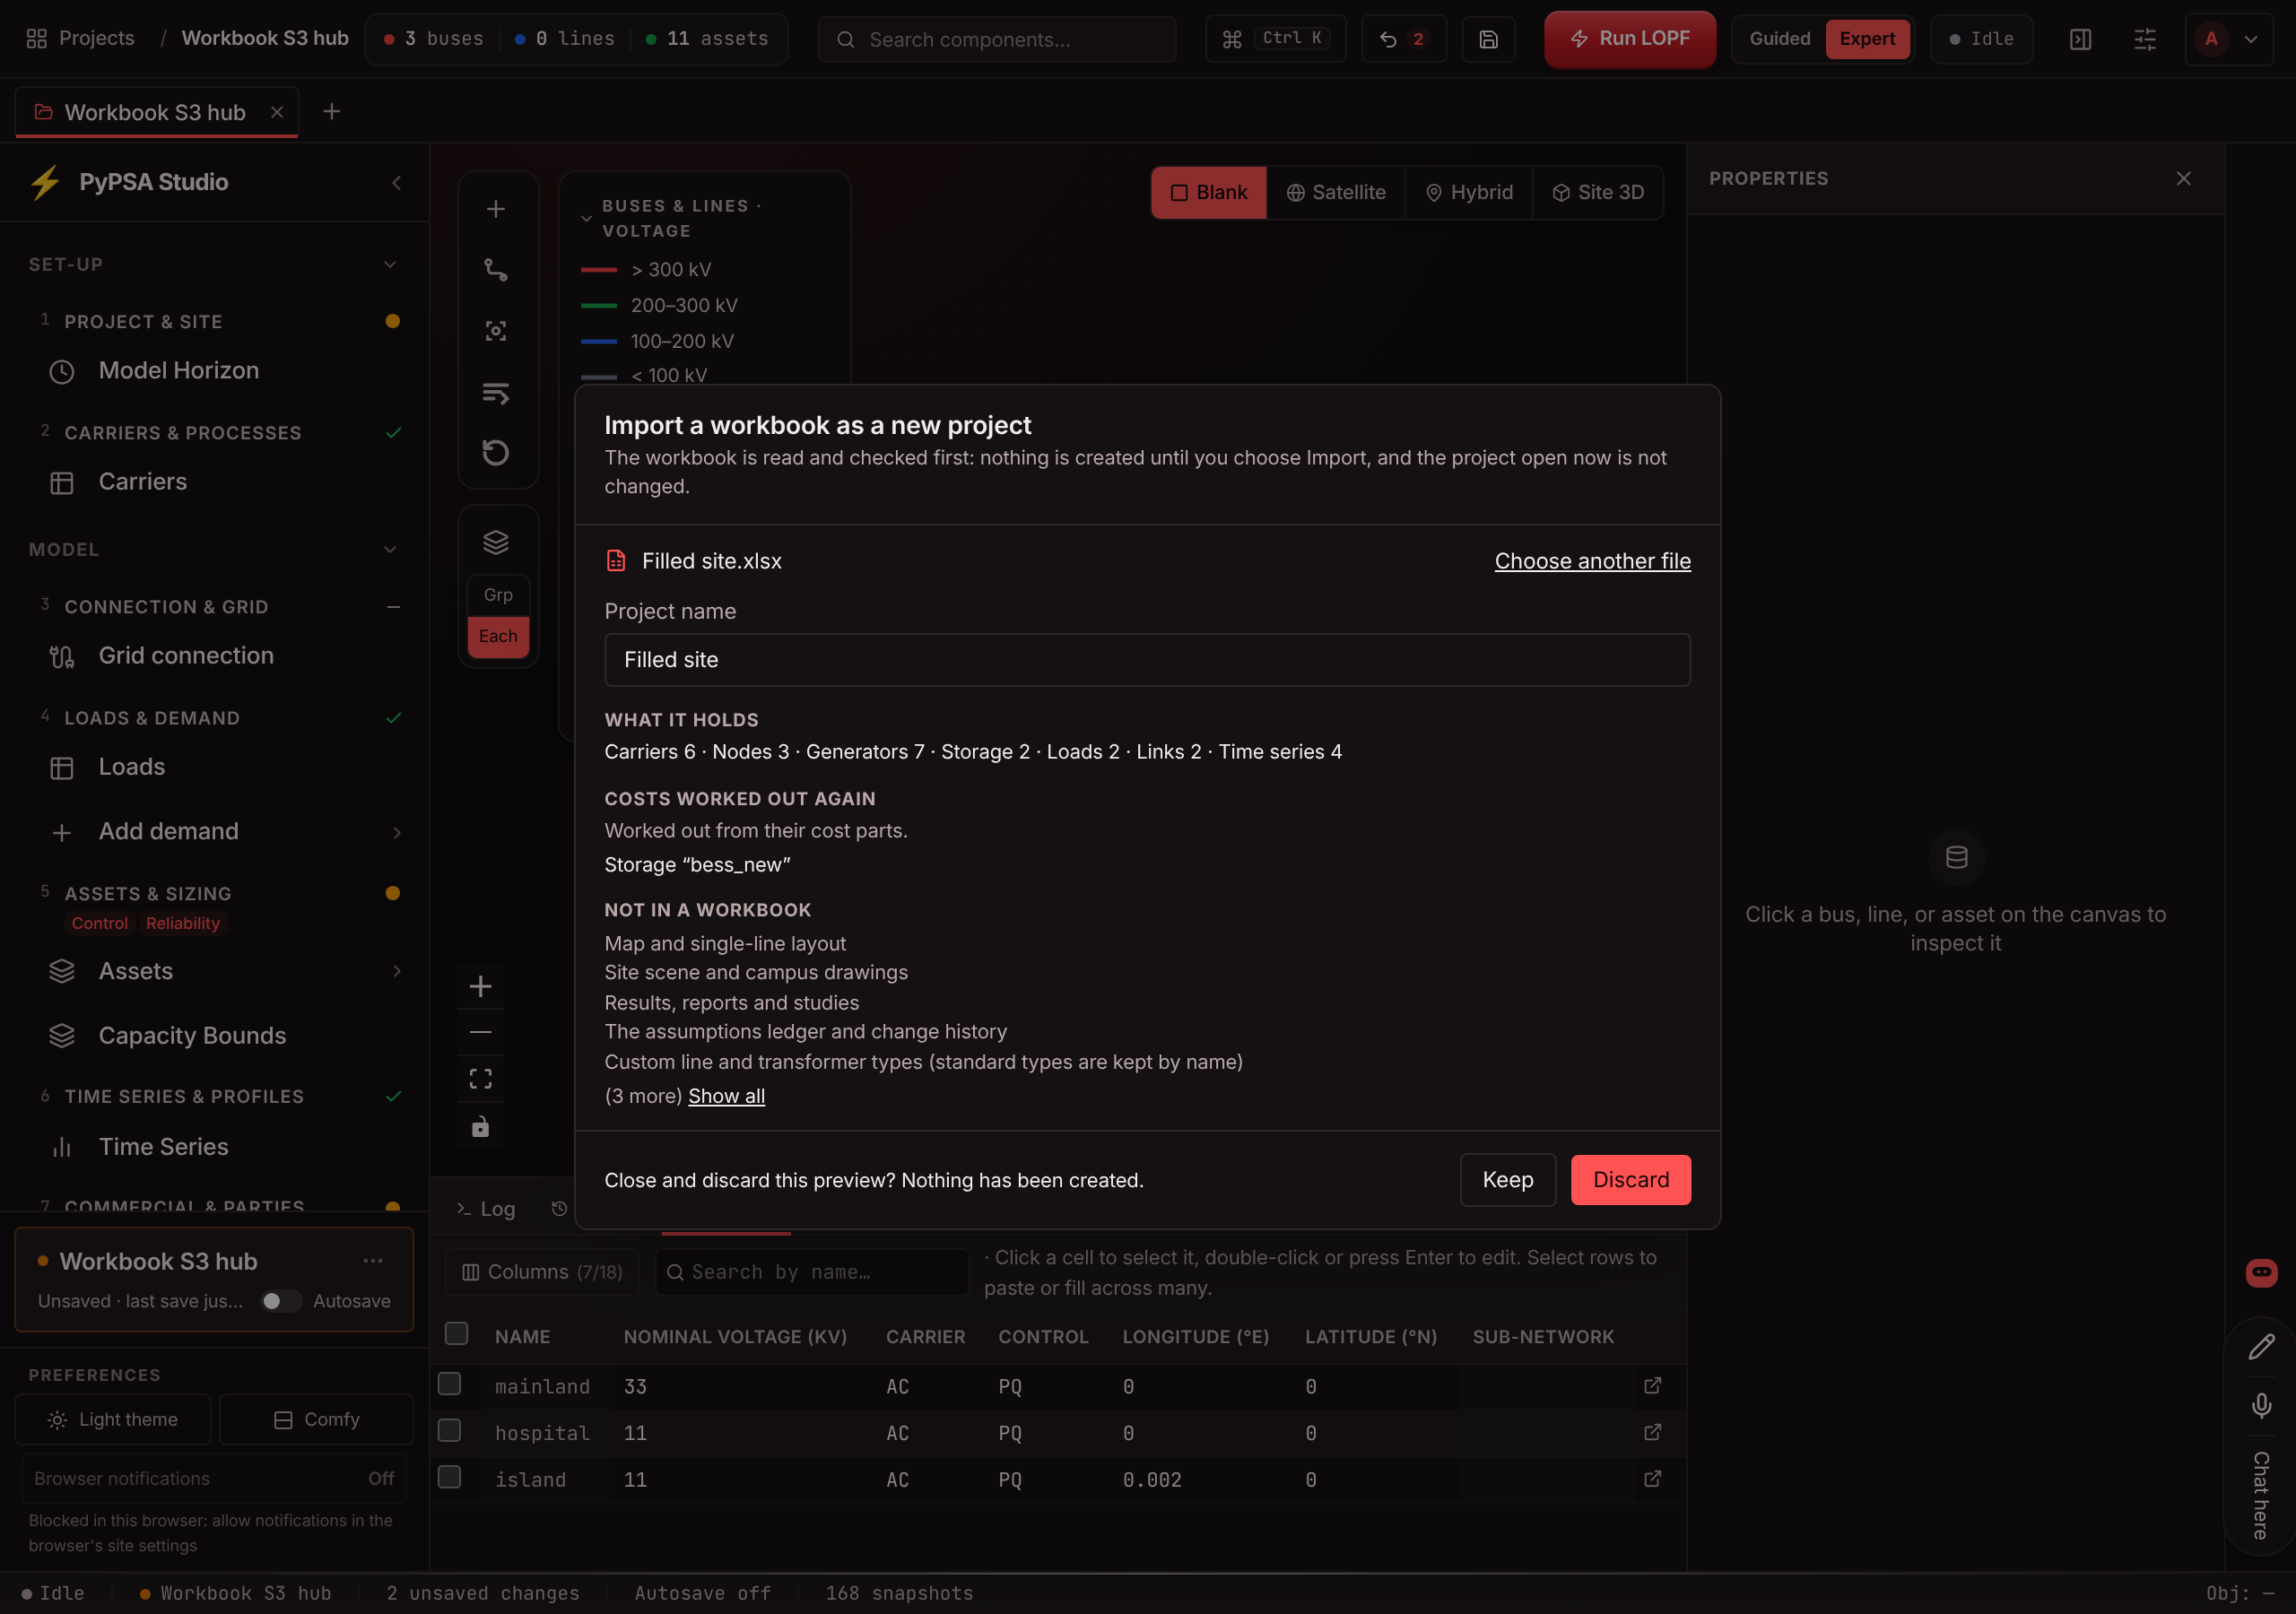 Projects / Workbook S3 hub
3 buses 0 lines 11 assets
Search components...
Ctrl K
2
Run LOPF
Guided Expert
Idle
A
Workbook S3 hub
PyPSA Studio
SET-UP
1 PROJECT & SITE
Model Horizon
2 CARRIERS & PROCESSES
Carriers
MODEL
3 CONNECTION & GRID
Grid connection
4 LOADS & DEMAND
Loads
Add demand
5 ASSETS & SIZING
Control Reliability
Assets
Capacity Bounds
6 TIME SERIES & PROFILES
Time Series
7 COMMERCIAL & PARTIES
Workbook S3 hub
Unsaved · last save jus... Autosave
PREFERENCES
Light theme Comfy
Browser notifications Off
Blocked in this browser: allow notifications in the
browser's site settings
Grp
Each
BUSES & LINES ·
VOLTAGE
> 300 kV
200–300 kV
100–200 kV
< 100 kV
Blank Satellite Hybrid Site 3D
PROPERTIES
Click a bus, line, or asset on the canvas to
inspect it
Import a workbook as a new project
The workbook is read and checked first: nothing is created until you choose Import, and the project open now is not
changed.
Filled site.xlsx Choose another file
Project name
Filled site
WHAT IT HOLDS
Carriers 6 · Nodes 3 · Generators 7 · Storage 2 · Loads 2 · Links 2 · Time series 4
COSTS WORKED OUT AGAIN
Worked out from their cost parts.
Storage “bess_new”
NOT IN A WORKBOOK
Map and single-line layout
Site scene and campus drawings
Results, reports and studies
The assumptions ledger and change history
Custom line and transformer types (standard types are kept by name)
(3 more) Show all
Close and discard this preview? Nothing has been created.
Keep Discard
Log
Columns (7/18)
Search by name...
· Click a cell to select it, double-click or press Enter to edit. Select rows to
paste or fill across many.
NAME NOMINAL VOLTAGE (KV) CARRIER CONTROL LONGITUDE (°E) LATITUDE (°N) SUB-NETWORK
mainland 33 AC PQ 0 0
hospital 11 AC PQ 0 0
island 11 AC PQ 0.002 0
Chat here
Idle Workbook S3 hub 2 unsaved changes Autosave off 168 snapshots Obj: —